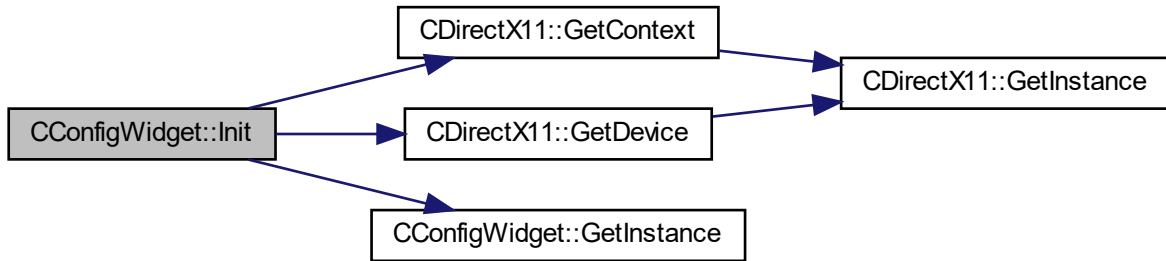 CDirectX11::GetContext
CDirectX11::GetInstance
CConfigWidget::Init
CDirectX11::GetDevice
CConfigWidget::GetInstance